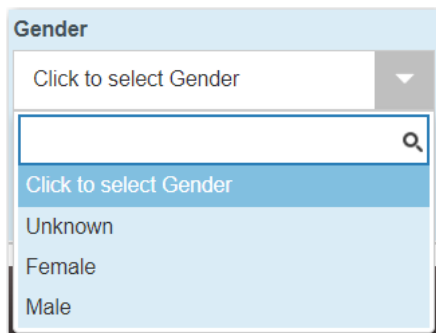 Gender
Click to select Gender
Click to select Gender
Unknown
Female
Male